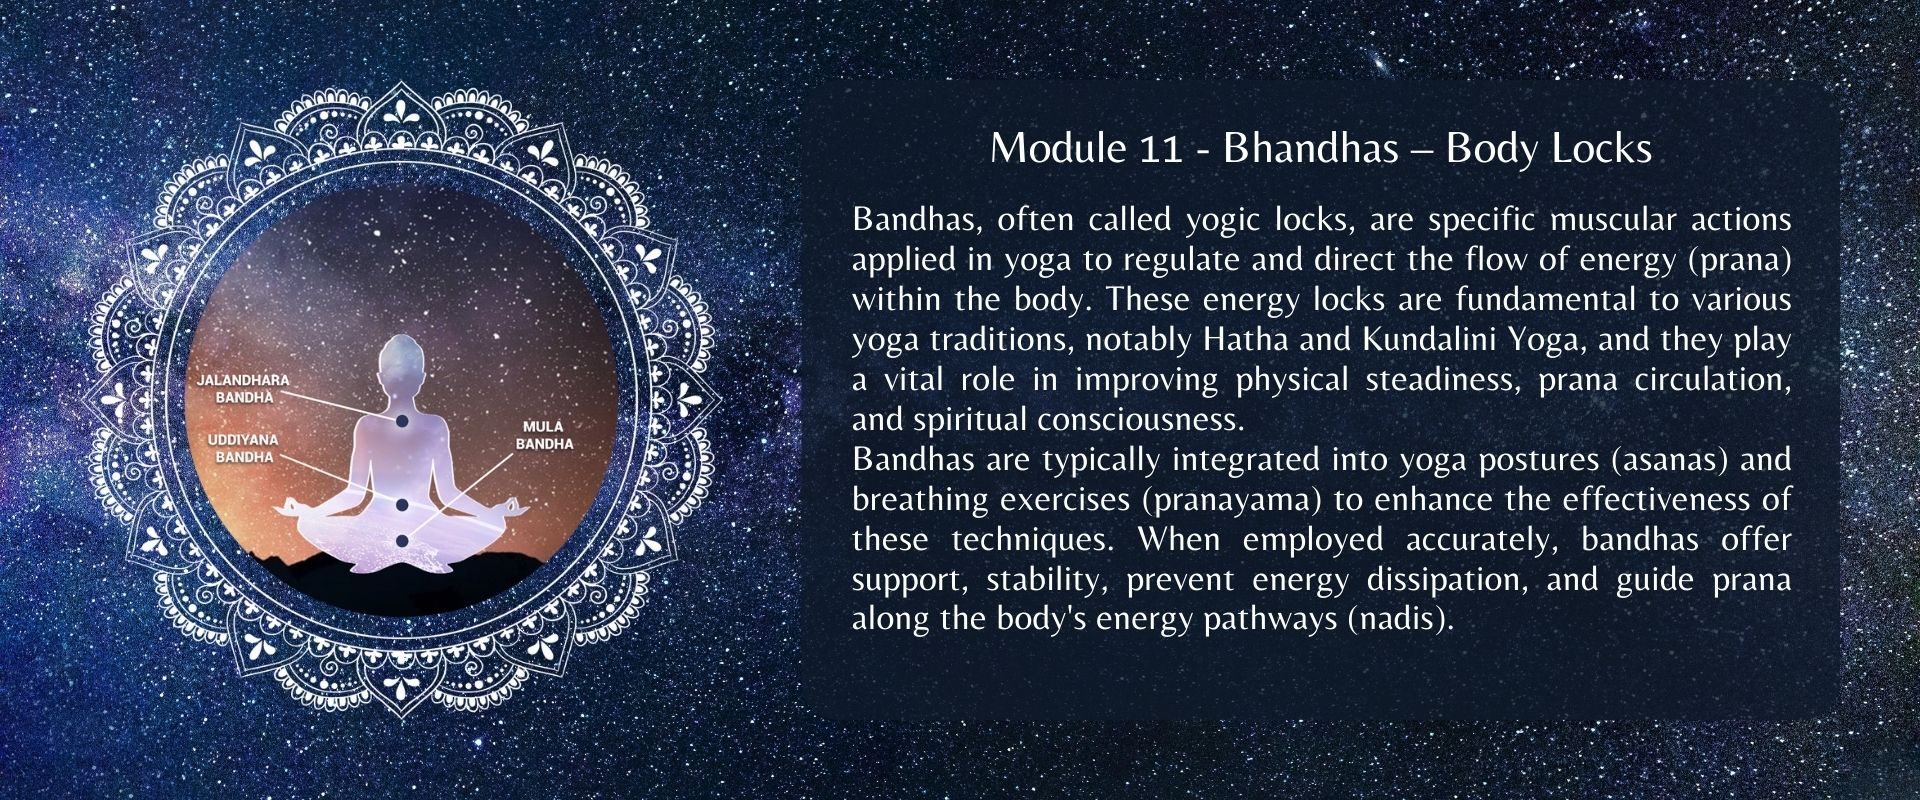 Module 11 - Bhandhas – Body Locks
Bandhas, often called yogic locks, are specific muscular actions
applied in yoga to regulate and direct the flow of energy (prana)
within the body. These energy locks are fundamental to various
yoga traditions, notably Hatha and Kundalini Yoga, and they play
a vital role in improving physical steadiness, prana circulation,
and spiritual consciousness.
Bandhas are typically integrated into yoga postures (asanas) and
breathing exercises (pranayama) to enhance the effectiveness of
these techniques. When employed accurately, bandhas offer
support, stability, prevent energy dissipation, and guide prana
along the body's energy pathways (nadis).
JALANDHARA
BANDHA
UDDIYANA
BANDHA
MULA
BANDHA